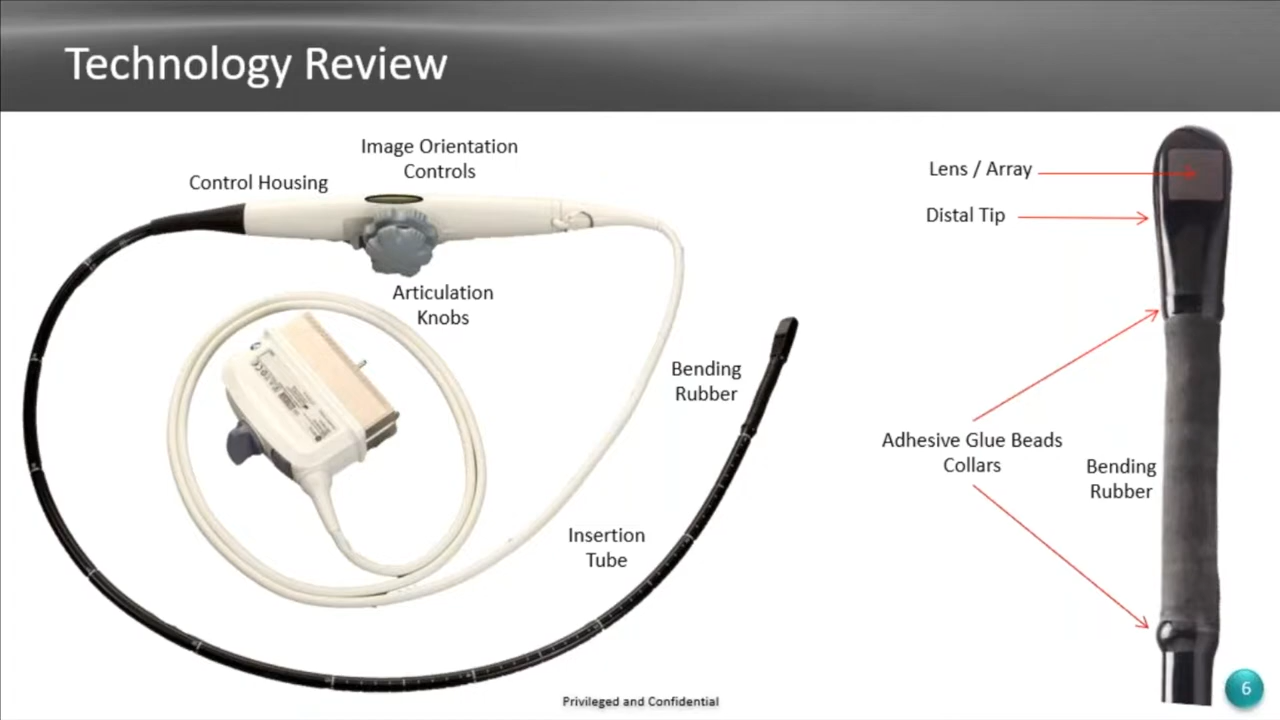 Technology Review
Image Orientation
Controls
Control Housing
Articulation
Knobs
Bending
Rubber
Insertion
Tube
Lens / Array
Distal Tip
Adhesive Glue Beads
Collars
Bending
Rubber
Privileged and Confidential
6